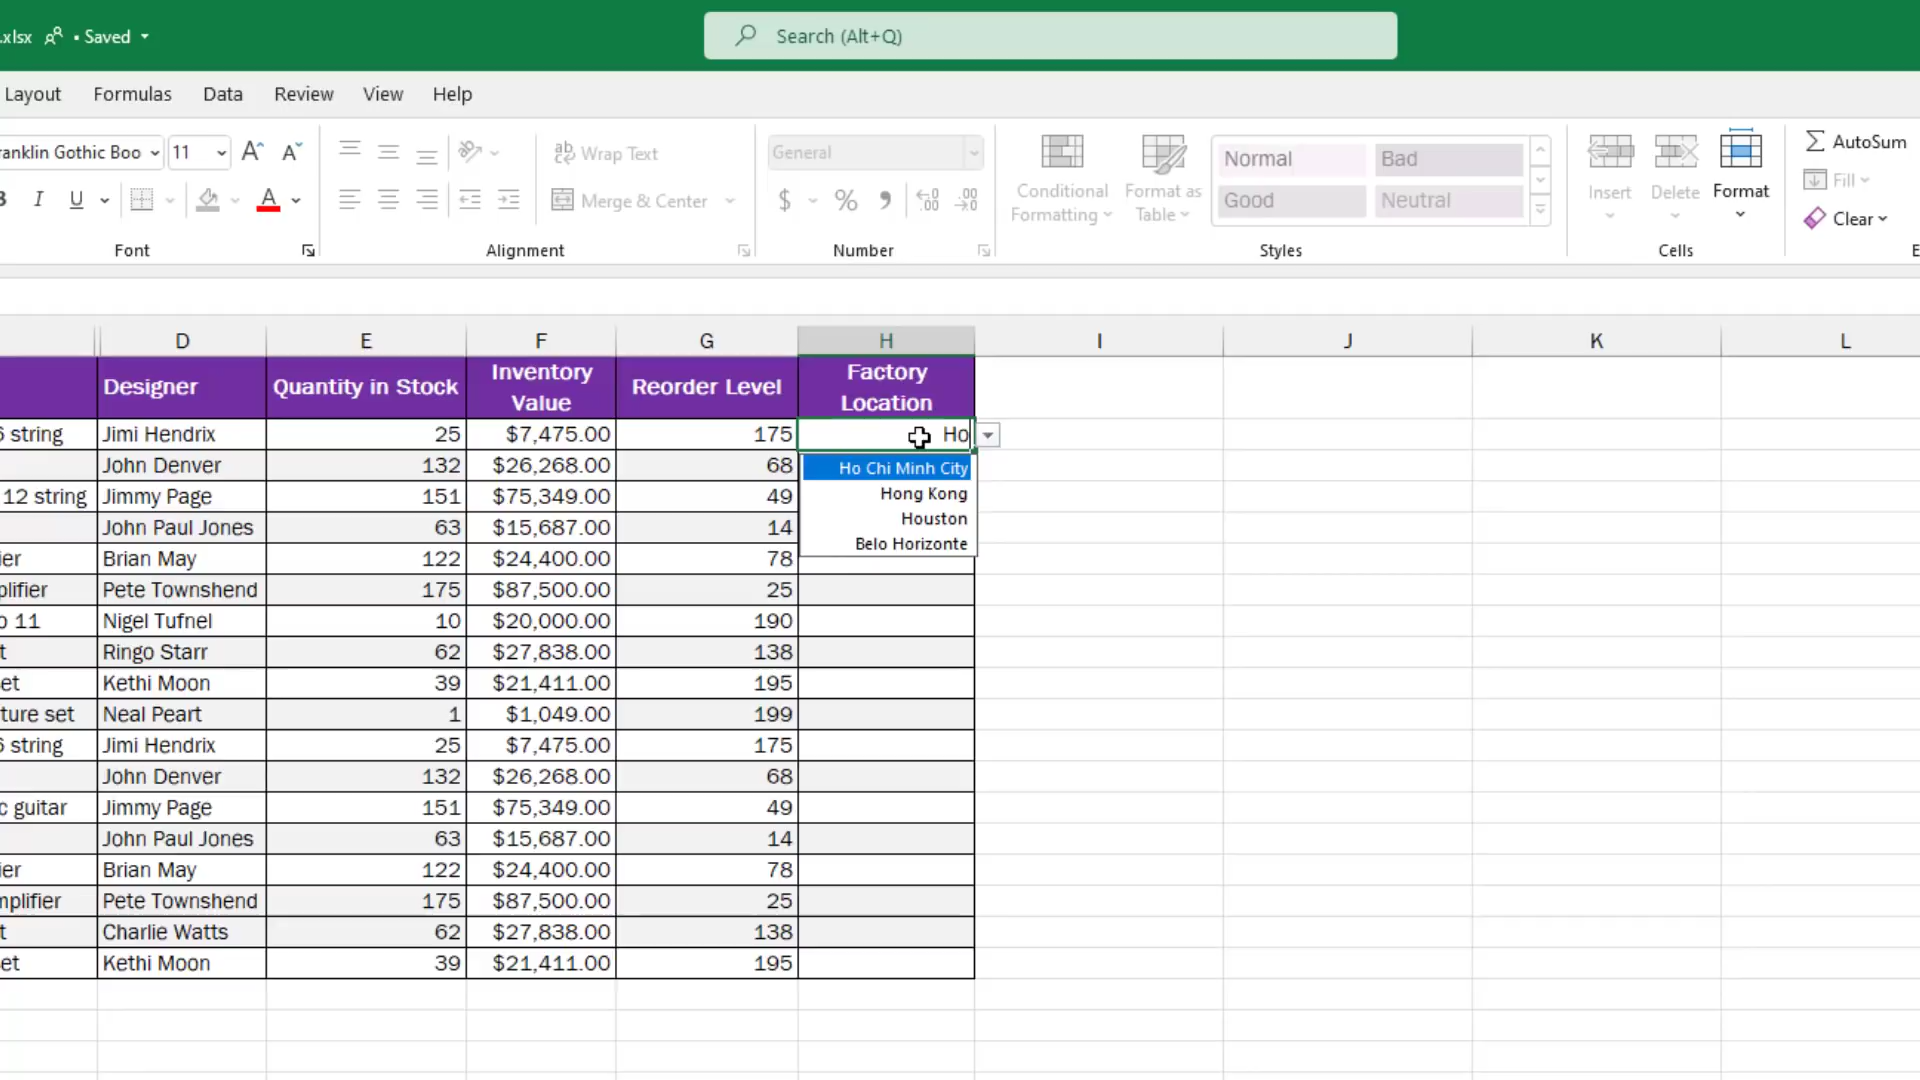 .xlsx • Saved
Search (Alt+Q)
Layout Formulas Data Review View Help
ranklin Gothic Boo 11 A A
ab Wrap Text
General
B I U A
Merge & Center
$ % 9 .00 .00
Conditional Formatting
Format as Table
Normal Bad
Good Neutral
Insert Delete Format
AutoSum
Fill
Clear
Font Alignment Number Styles Cells E
D E F G H I J K L
Designer Quantity in Stock Inventory Value Reorder Level Factory Location
6 string Jimi Hendrix 25 $7,475.00 175 Ho
John Denver 132 $26,268.00 68 Ho Chi Minh City
12 string Jimmy Page 151 $75,349.00 49 Hong Kong
John Paul Jones 63 $15,687.00 14 Houston
ier Brian May 122 $24,400.00 78 Belo Horizonte
plifier Pete Townshend 175 $87,500.00 25
o 11 Nigel Tufnel 10 $20,000.00 190
t Ringo Starr 62 $27,838.00 138
et Kethi Moon 39 $21,411.00 195
ture set Neal Peart 1 $1,049.00 199
6 string Jimi Hendrix 25 $7,475.00 175
John Denver 132 $26,268.00 68
c guitar Jimmy Page 151 $75,349.00 49
John Paul Jones 63 $15,687.00 14
ier Brian May 122 $24,400.00 78
mplifier Pete Townshend 175 $87,500.00 25
t Charlie Watts 62 $27,838.00 138
et Kethi Moon 39 $21,411.00 195